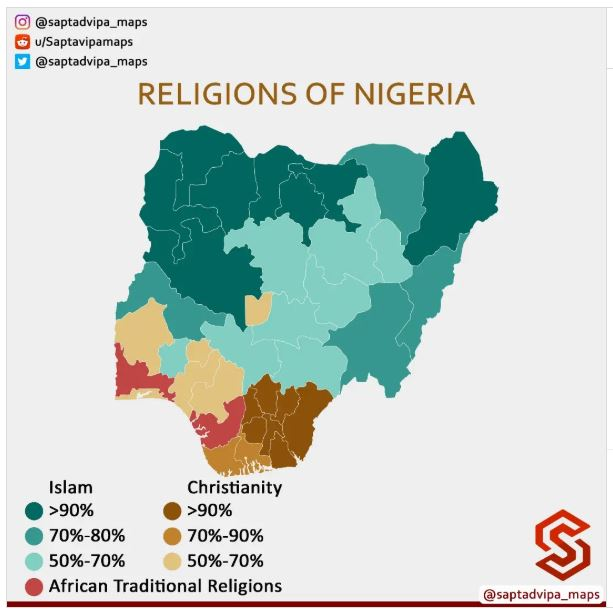 @saptadvipa_maps
u/Saptavipamaps
@saptadvipa_maps
RELIGIONS OF NIGERIA
Islam
>90%
70%-80%
50%-70%
Christianity
>90%
70%-90%
50%-70%
African Traditional Religions
@saptadvipa_maps